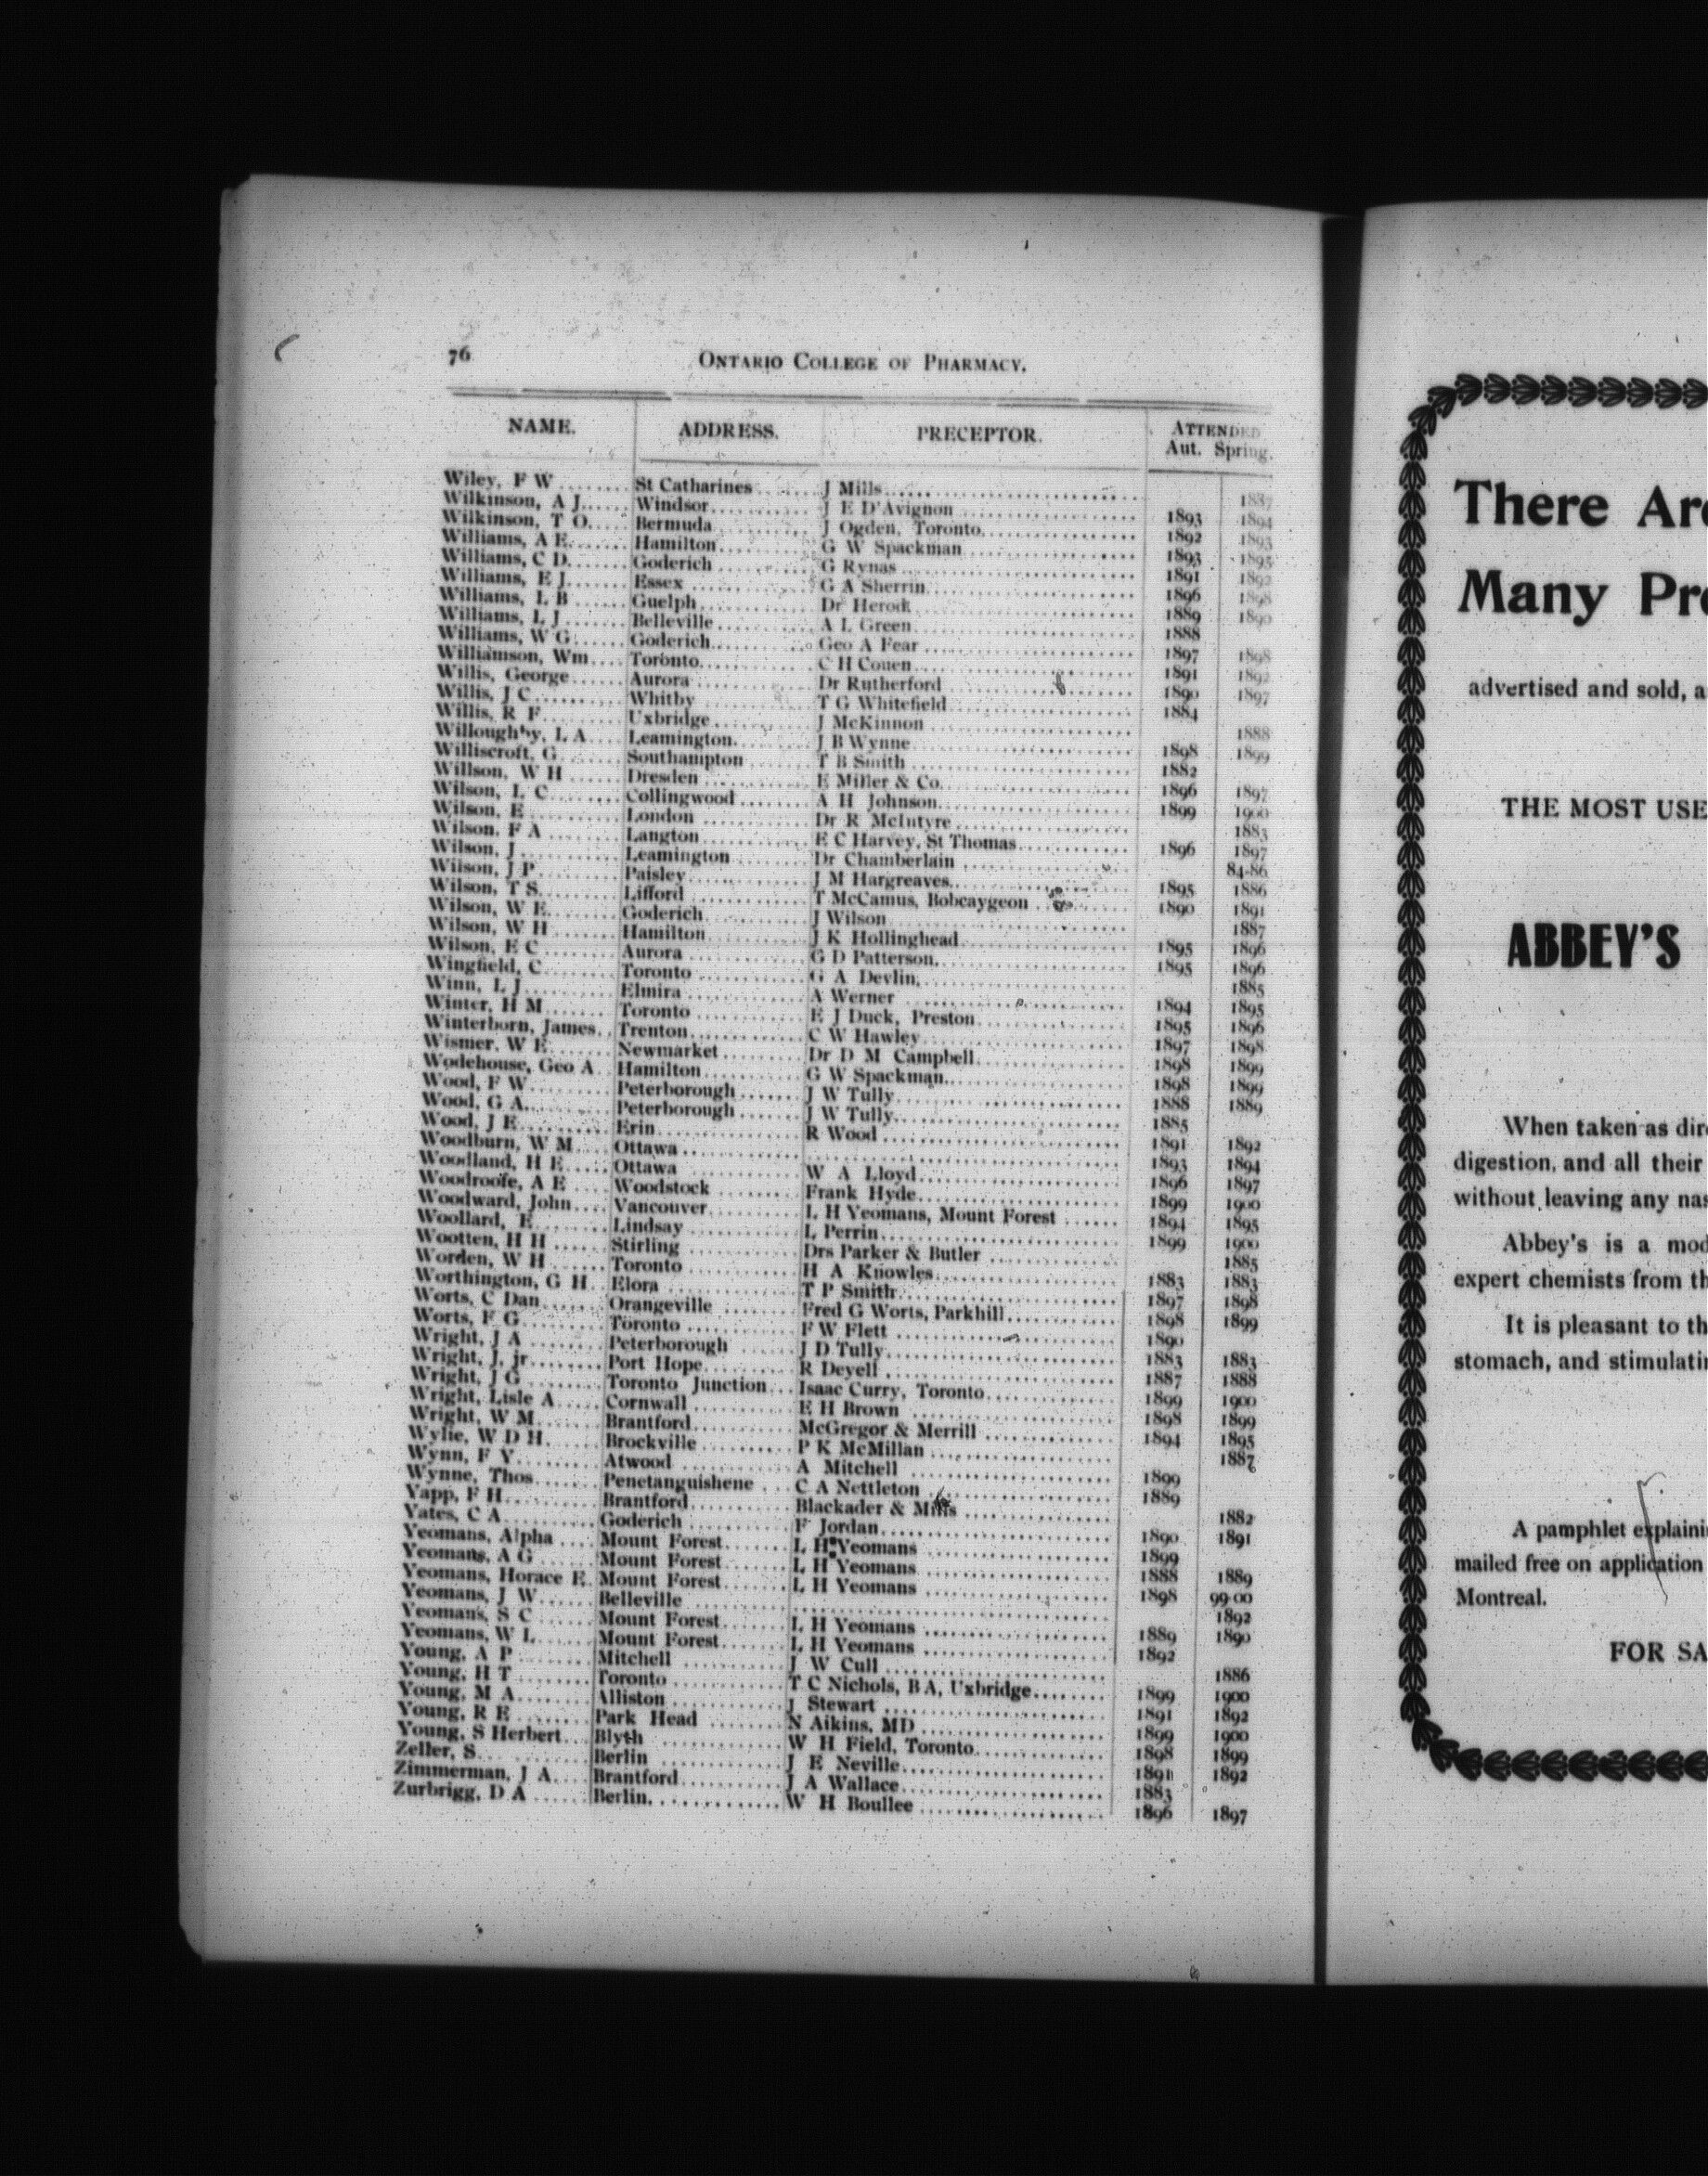 76
ONTARIO COLLEGE OF PHARMACY.
NAME. ADDRESS. PRECEPTOR. ATTENDED
Aut. Spring.
Wiley, F W St Catharines J Mills 1887
Wilkinson, A J Windsor J E D'Avignon 1893 1894
Wilkinson, T O Bermuda J Ogden, Toronto 1892 1893
Williams, A E Hamilton G W Spackman 1893 1895
Williams, C D Goderich G Rynas 1891 1892
Williams, E J Essex G A Sherrin 1896 1898
Williams, L B Guelph Dr Herod 1889 1890
Williams, L J Belleville A L Green 1888
Williams, W G Goderich Geo A Fear 1897 1898
Williamson, Wm Toronto C H Couen 1891 1892
Willis, George Aurora Dr Rutherford 1890 1897
Willis, J C Whitby T G Whitefield 1884
Willis, R F Uxbridge J McKinnon 1888
Willoughby, L A Leamington J B Wynne 1898 1899
Williscroft, G Southampton T B Smith 1882
Willson, W H Dresden E Miller & Co. 1896 1897
Wilson, L C Collingwood A H Johnson 1899 1900
Wilson, E London Dr R McIntyre 1883
Wilson, F A Langton E C Harvey, St Thomas 1896 1897
Wilson, J Leamington Dr Chamberlain 84-86
Wilson, J P Paisley J M Hargreaves 1895 1886
Wilson, T S Lifford T McCamus, Bobcaygeon 1890 1891
Wilson, W E Goderich J Wilson 1887
Wilson, W H Hamilton J K Hollinghead 1895 1896
Wilson, E C Aurora G D Patterson 1895 1896
Wingfield, C Toronto G A Devlin 1885
Winn, L J Elmira A Werner 1894 1895
Winter, H M Toronto E J Duck, Preston 1895 1896
Winterborn, James Trenton C W Hawley 1897 1898
Wismer, W E Newmarket Dr D M Campbell 1898 1899
Wodehouse, Geo A Hamilton G W Spackman 1898 1899
Wood, F W Peterborough J W Tully 1888 1889
Wood, G A Peterborough J W Tully 1885
Wood, J E Erin R Wood 1891 1892
Woodburn, W M Ottawa 1893 1894
Woodland, H E Ottawa W A Lloyd 1896 1897
Woodroofe, A E Woodstock Frank Hyde 1899 1900
Woodward, John Vancouver L H Yeomans, Mount Forest 1894 1895
Woollard, E Lindsay L Perrin 1899 1900
Wootten, H H Stirling Drs Parker & Butler 1885
Worden, W H Toronto H A Knowles 1883 1883
Worthington, G H Elora T P Smith 1897 1898
Worts, C Dan Orangeville Fred G Worts, Parkhill 1898 1899
Worts, F G Toronto F W Flett 1890
Wright, J A Peterborough J D Tully 1883 1883
Wright, J, jr Port Hope R Deyell 1887 1888
Wright, J G Toronto Junction Isaac Curry, Toronto 1899 1900
Wright, Lisle A Cornwall E H Brown 1898 1899
Wright, W M Brantford McGregor & Merrill 1894 1895
Wylie, W D H Brockville P K McMillan 1887
Wynn, F Y Atwood A Mitchell 1899
Wynne, Thos Penetanguishene C A Nettleton 1889
Yapp, F H Brantford Blackader & Mills 1882
Yates, C A Goderich F Jordan 1890 1891
Yeomans, Alpha Mount Forest L H Yeomans 1899
Yeomans, A G Mount Forest L H Yeomans 1888 1889
Yeomans, Horace E Mount Forest L H Yeomans 1898 99-00
Yeomans, J W Belleville 1892
Yeomans, S C Mount Forest L H Yeomans 1889 1890
Yeomans, W L Mount Forest L H Yeomans 1892
Young, A P Mitchell J W Cull 1886
Young, H T Toronto T C Nichols, B A, Uxbridge 1899 1900
Young, M A Alliston J Stewart 1891 1892
Young, R E Park Head N Aikins, MD 1899 1900
Young, S Herbert Blyth W H Field, Toronto 1898 1899
Zeller, S Berlin J E Neville 1891 1892
Zimmerman, J A Brantford J A Wallace 1883
Zurbrigg, D A Berlin W H Boullee 1896 1897
There
Many
advertised and sold,
THE MOST
ABBEY'S
When taken as
digestion, and all their
without leaving any
Abbey's is a
expert chemists from
It is pleasant to
stomach, and
A pamphlet
mailed free on application
Montreal.
FOR